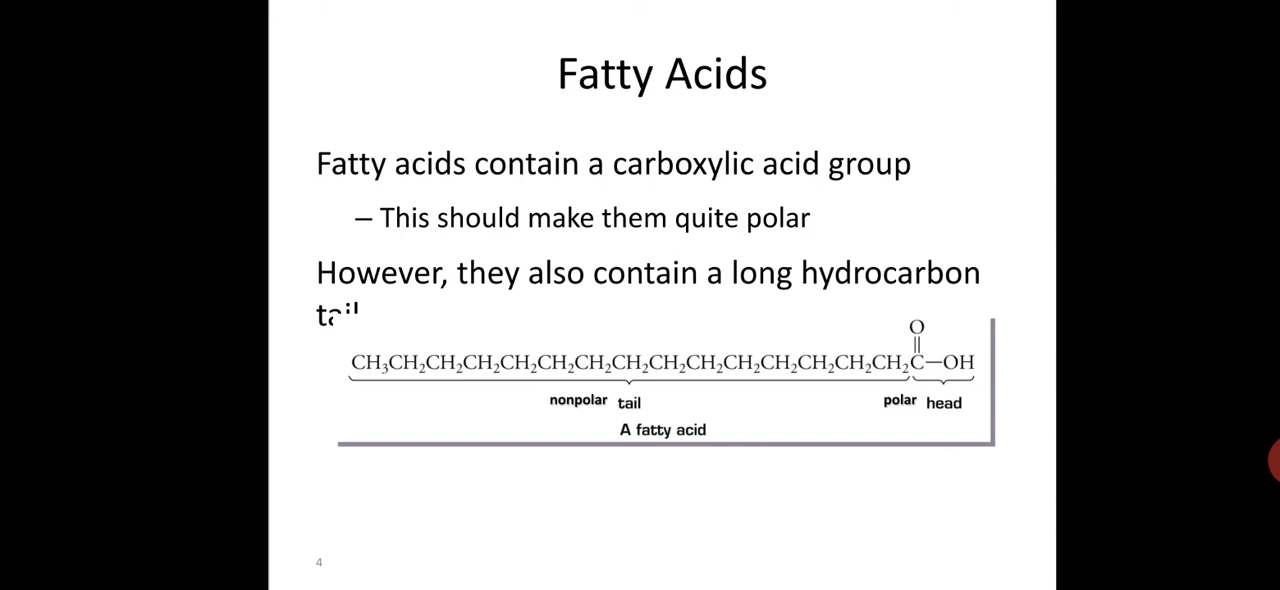 Fatty Acids
Fatty acids contain a carboxylic acid group
– This should make them quite polar
However, they also contain a long hydrocarbon
tail
O
CH₃CH₂CH₂CH₂CH₂CH₂CH₂CH₂CH₂CH₂CH₂CH₂CH₂CH₂CH₂C—OH
nonpolar tail polar head
A fatty acid
4